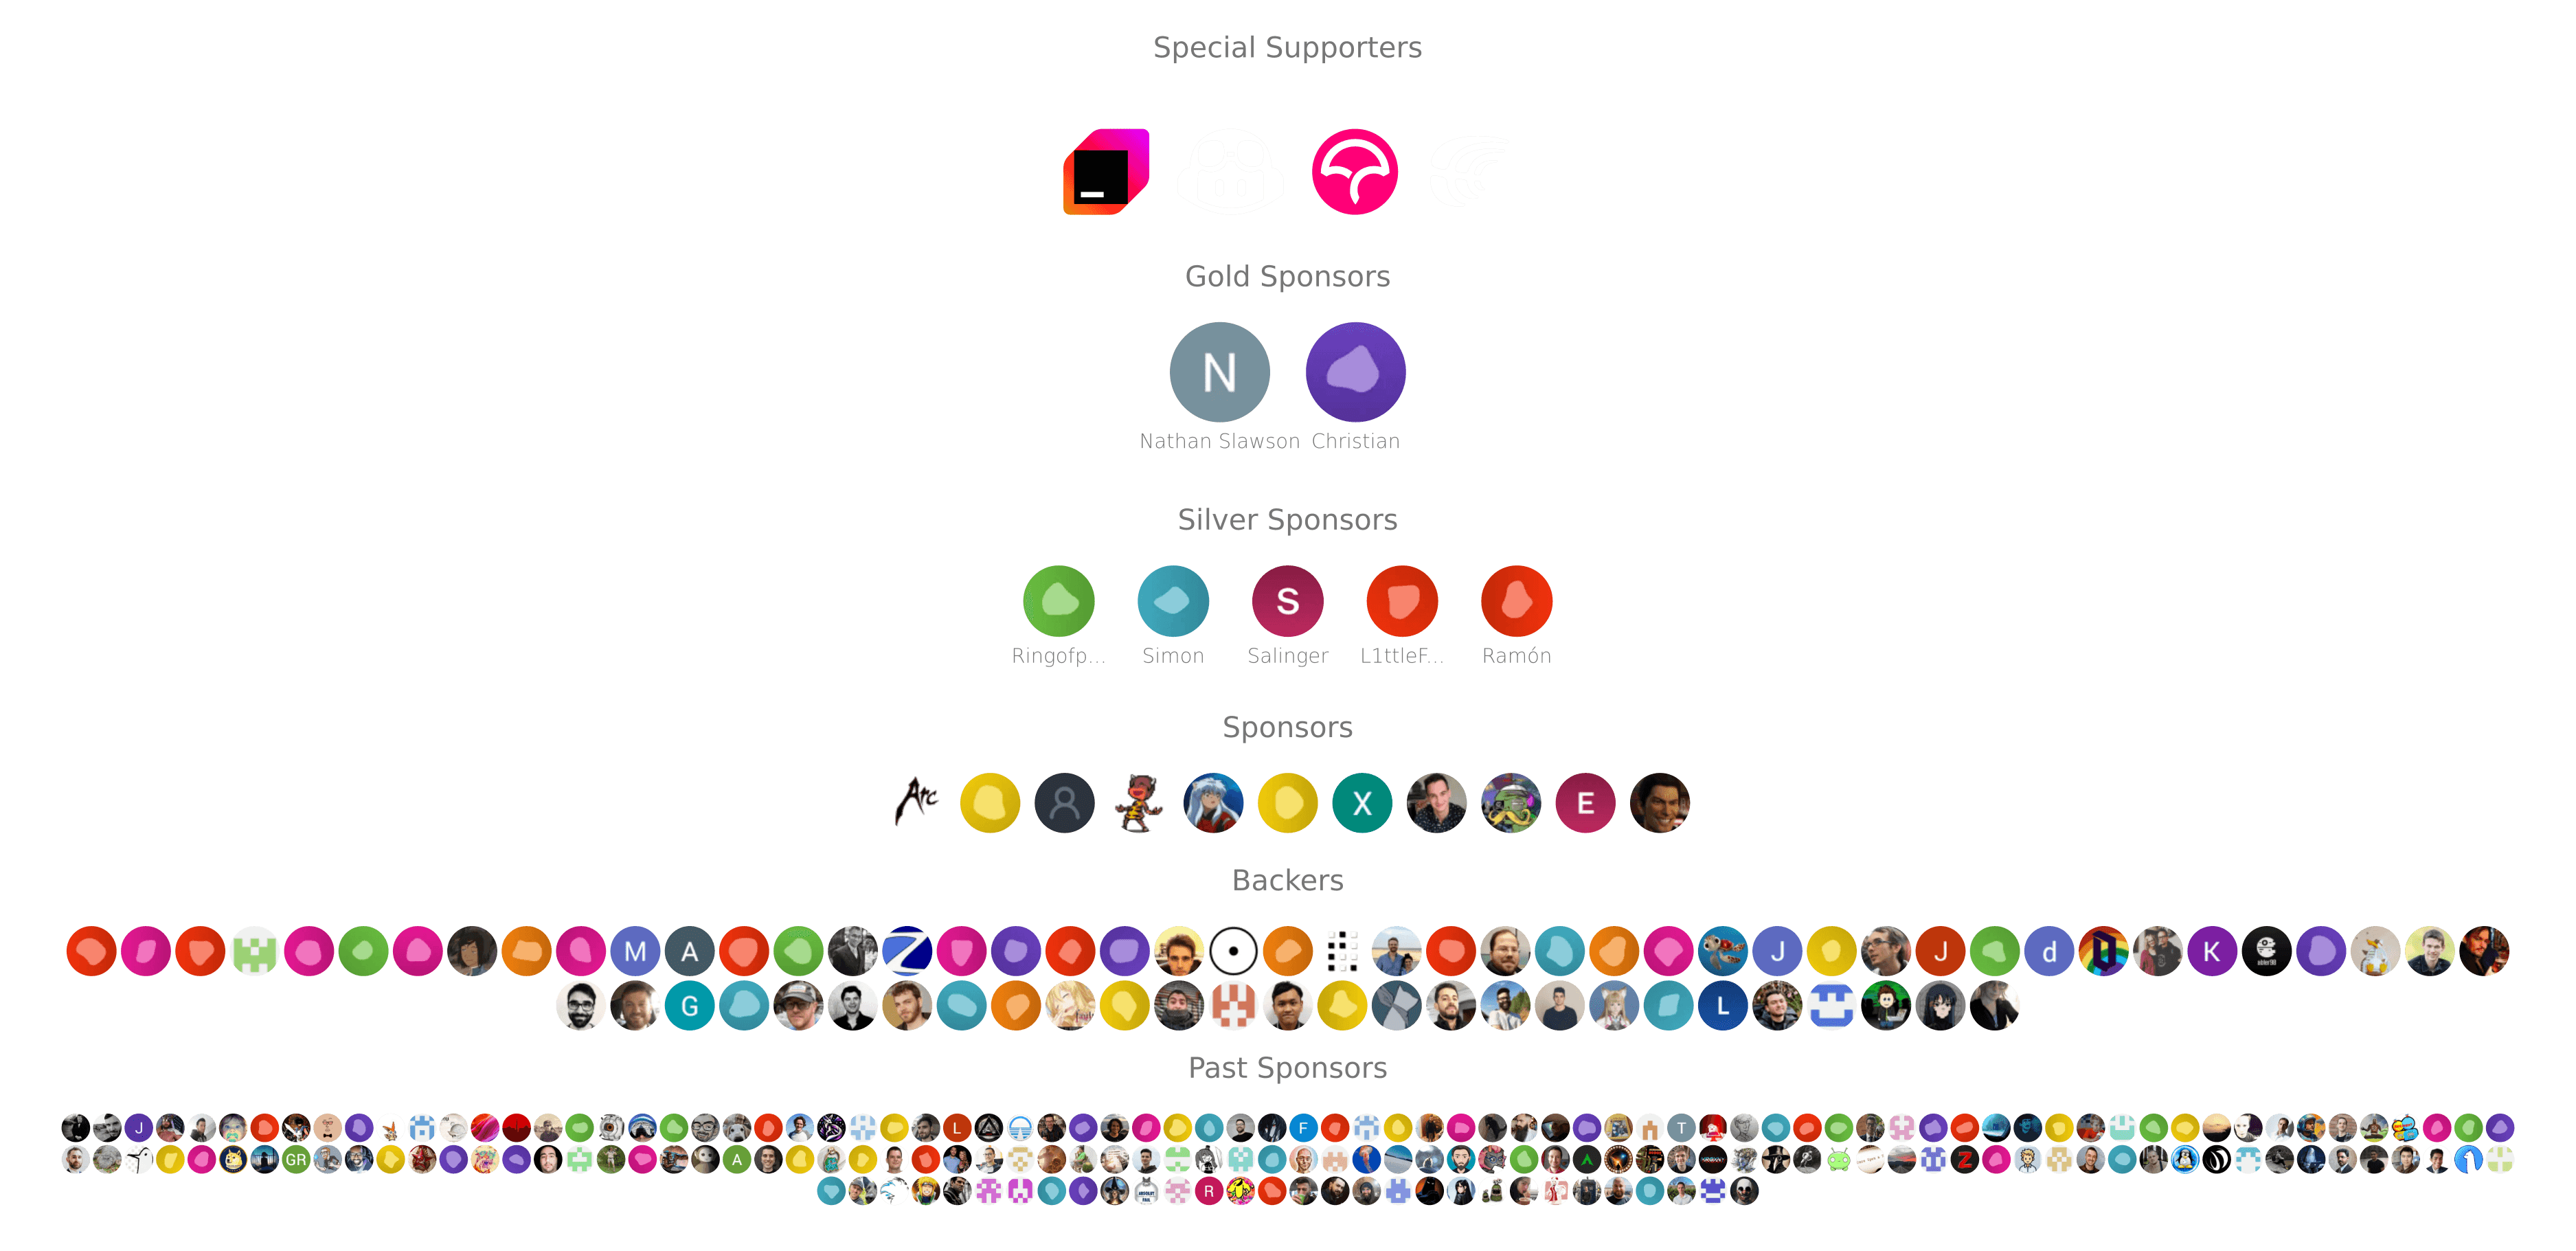 Special Supporters
Gold Sponsors
N
Nathan Slawson Christian
Silver Sponsors
S
Ringofp... Simon Salinger L1ttleF... Ramón
Sponsors
Arc X E
Backers
M A J J d K
G L
Past Sponsors
J L F T
GR A
R